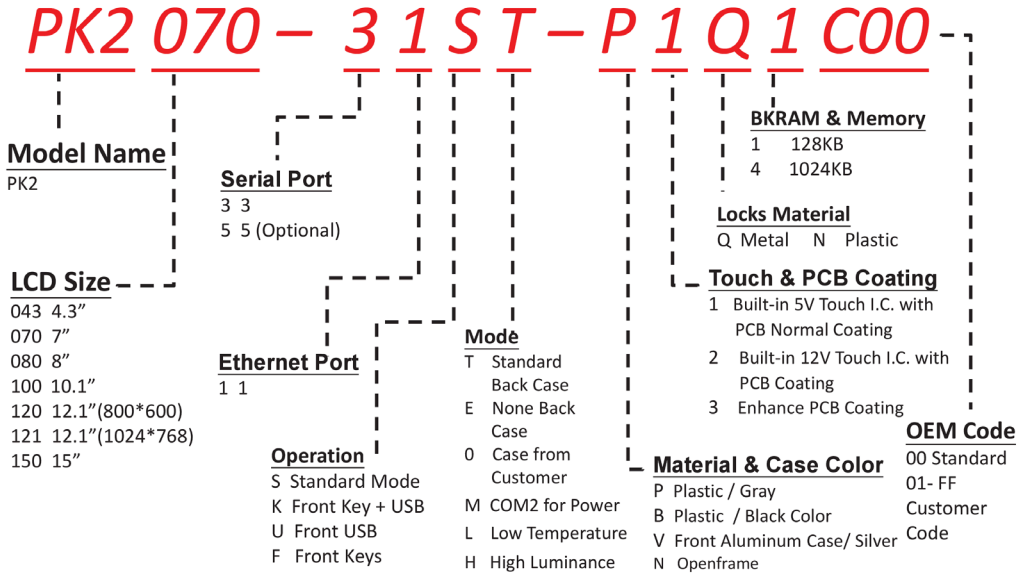 PK2 070 – 3 1 S T – P 1 Q 1 C00
Model Name
PK2
LCD Size
043 4.3”
070 7”
080 8”
100 10.1”
120 12.1”(800*600)
121 12.1”(1024*768)
150 15”
Serial Port
3 3
5 5 (Optional)
Ethernet Port
1 1
Operation
S Standard Mode
K Front Key + USB
U Front USB
F Front Keys
Mode
T Standard
Back Case
E None Back
Case
0 Case from
Customer
M COM2 for Power
L Low Temperature
H High Luminance
BKRAM & Memory
1 128KB
4 1024KB
Locks Material
Q Metal N Plastic
Touch & PCB Coating
1 Built-in 5V Touch I.C. with
PCB Normal Coating
2 Built-in 12V Touch I.C. with
PCB Coating
3 Enhance PCB Coating
Material & Case Color
P Plastic / Gray
B Plastic / Black Color
V Front Aluminum Case/ Silver
N Openframe
OEM Code
00 Standard
01- FF
Customer
Code